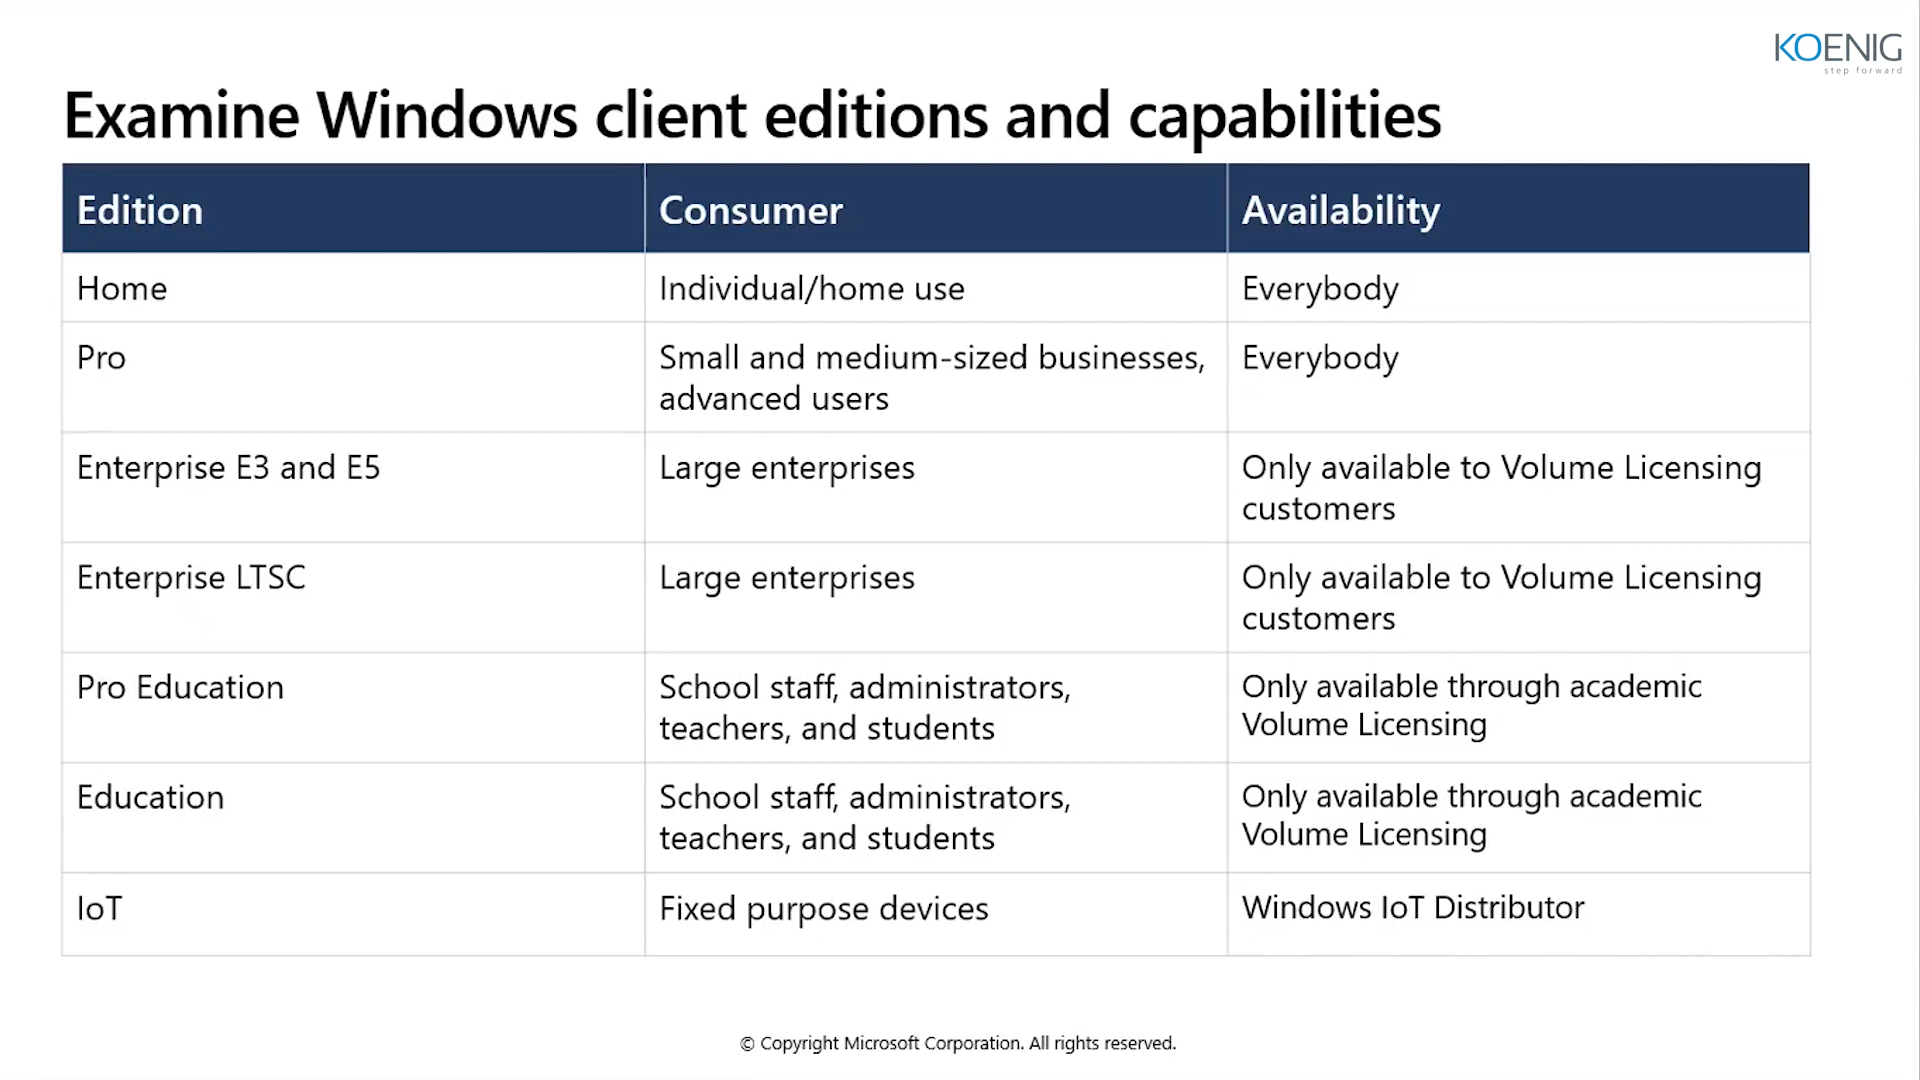 KOENIG
step forward
Examine Windows client editions and capabilities
Edition Consumer Availability
Home Individual/home use Everybody
Pro Small and medium-sized businesses, Everybody
advanced users
Enterprise E3 and E5 Large enterprises Only available to Volume Licensing
customers
Enterprise LTSC Large enterprises Only available to Volume Licensing
customers
Pro Education School staff, administrators, Only available through academic
teachers, and students Volume Licensing
Education School staff, administrators, Only available through academic
teachers, and students Volume Licensing
IoT Fixed purpose devices Windows IoT Distributor
© Copyright Microsoft Corporation. All rights reserved.